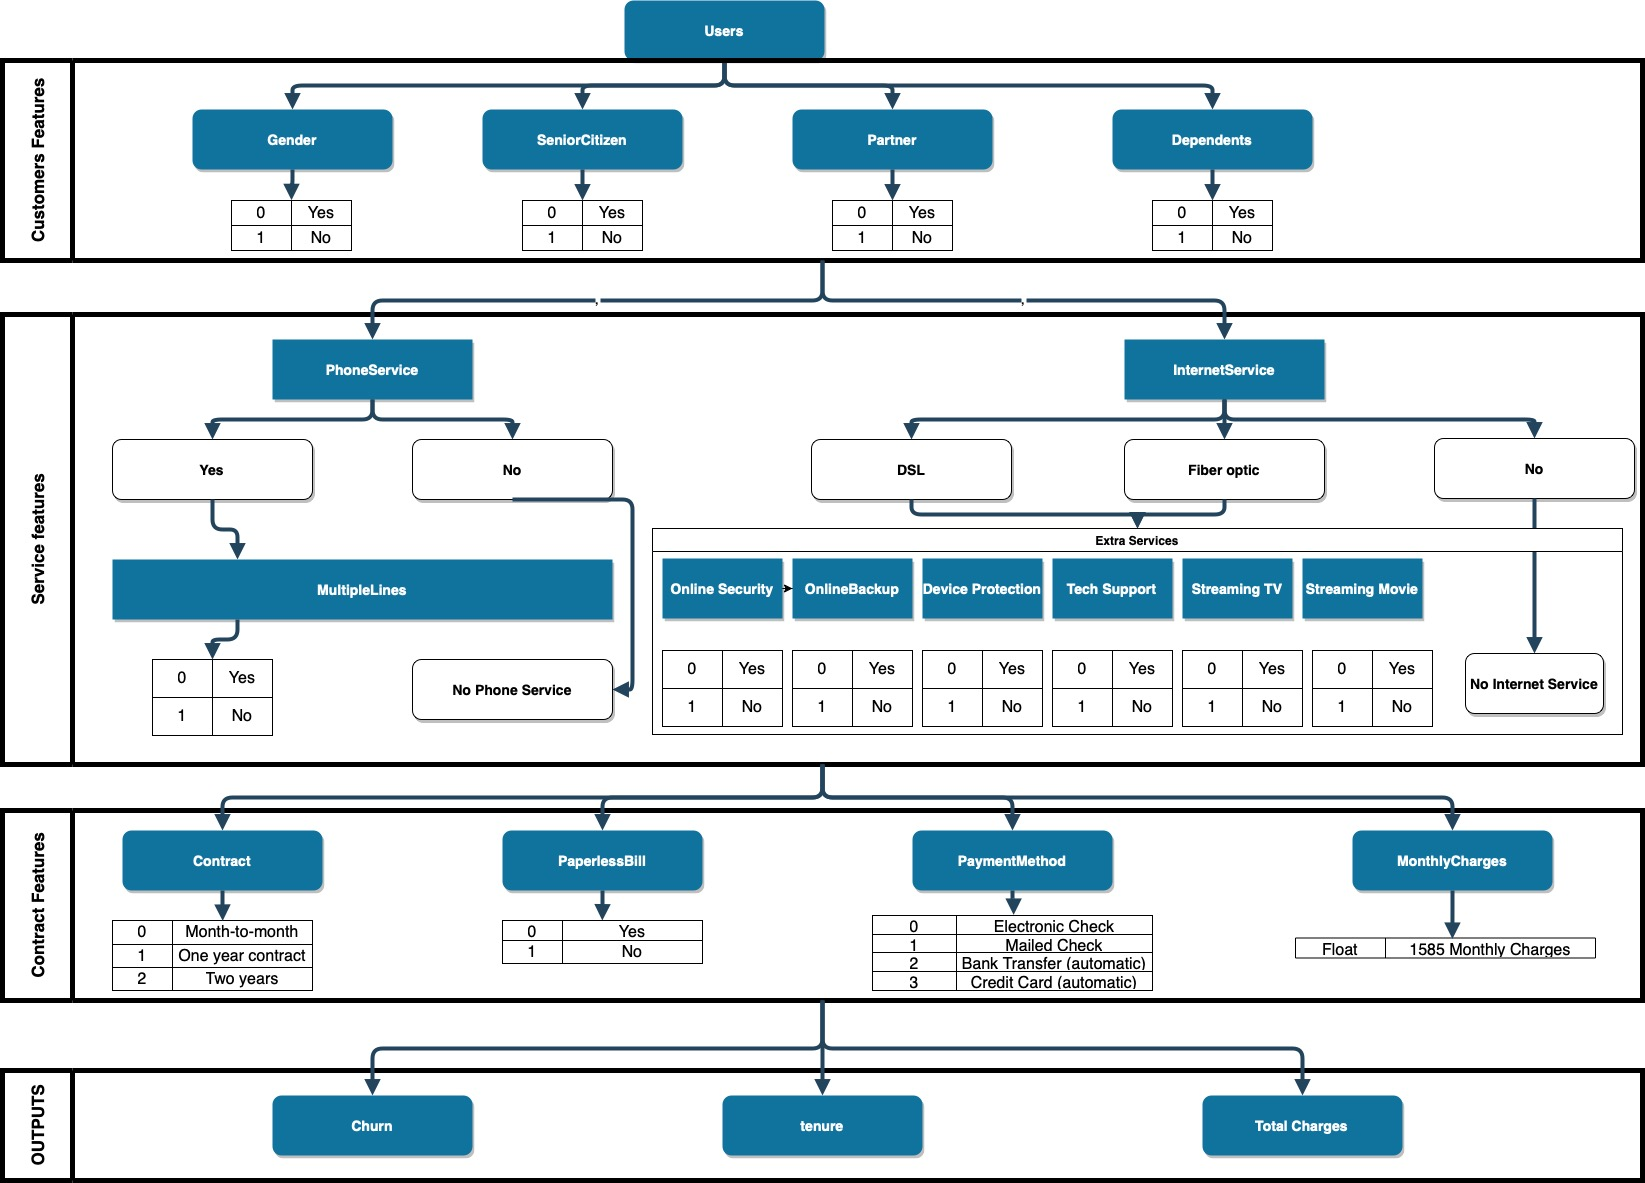 Users
Customers Features
Gender SeniorCitizen Partner Dependents
0 Yes 0 Yes 0 Yes 0 Yes
1 No 1 No 1 No 1 No
, ,
Service features
PhoneService InternetService
Yes No DSL Fiber optic No
Extra Services
MultipleLines Online Security OnlineBackup Device Protection Tech Support Streaming TV Streaming Movie
0 Yes 0 Yes 0 Yes 0 Yes 0 Yes 0 Yes 0 Yes
No Phone Service No Internet Service
1 No 1 No 1 No 1 No 1 No 1 No 1 No
Contract Features
Contract PaperlessBill PaymentMethod MonthlyCharges
0 Month-to-month 0 Yes 0 Electronic Check
1 One year contract 1 No 1 Mailed Check Float 1585 Monthly Charges
2 Two years 2 Bank Transfer (automatic)
3 Credit Card (automatic)
OUTPUTS
Churn tenure Total Charges